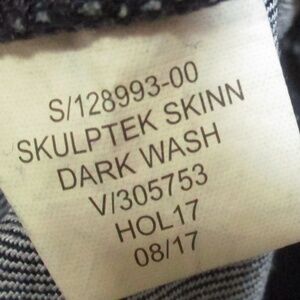 S/128993-00
SKULPTEK SKINN
DARK WASH
V/305753
HOL17
08/17